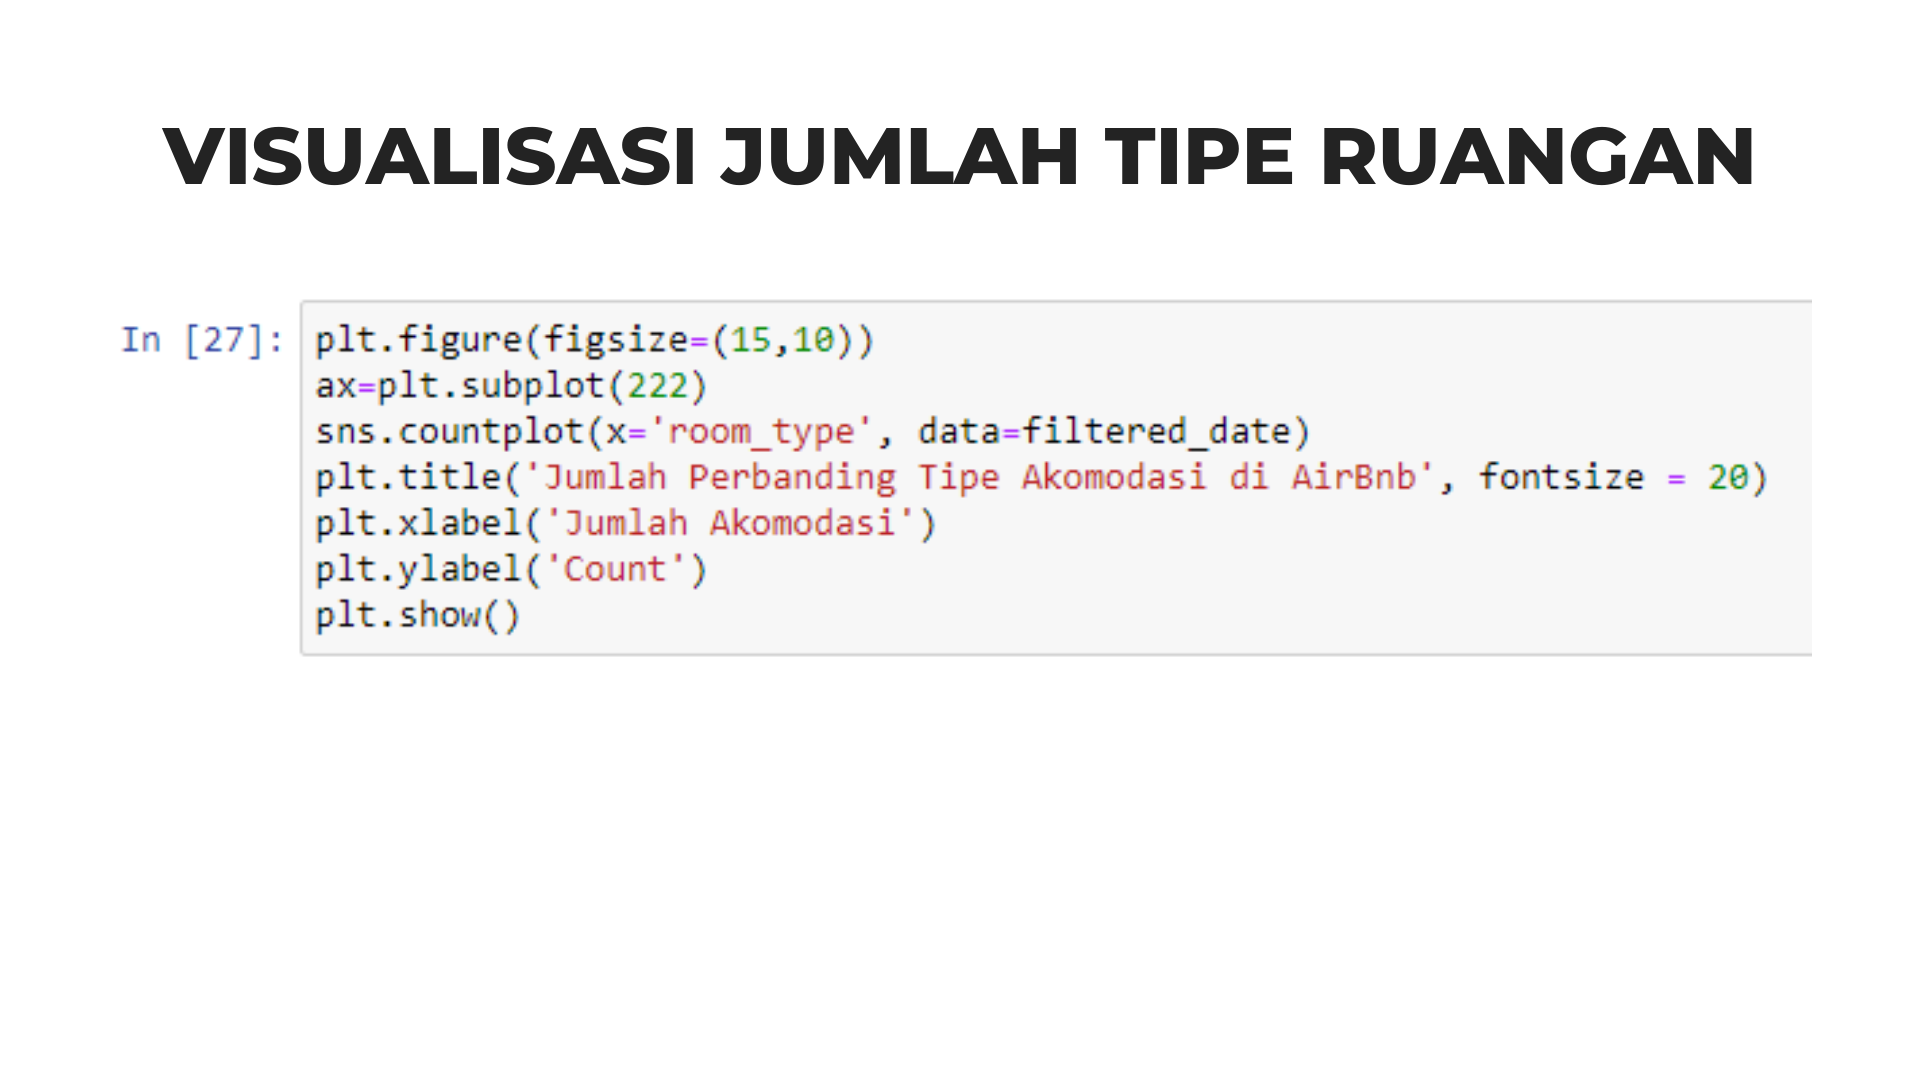 VISUALISASI JUMLAH TIPE RUANGAN
In [27]: plt.figure(figsize=(15,10))
ax=plt.subplot(222)
sns.countplot(x='room_type', data=filtered_date)
plt.title('Jumlah Perbanding Tipe Akomodasi di AirBnb', fontsize = 20)
plt.xlabel('Jumlah Akomodasi')
plt.ylabel('Count')
plt.show()